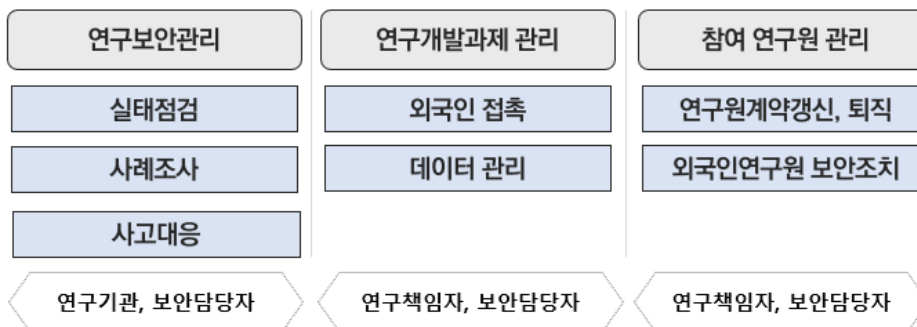 연구보안관리
연구개발과제 관리
참여 연구원 관리
실태점검
외국인 접촉
연구원계약갱신, 퇴직
사례조사
데이터 관리
외국인연구원 보안조치
사고대응
연구기관, 보안담당자
연구책임자, 보안담당자
연구책임자, 보안담당자